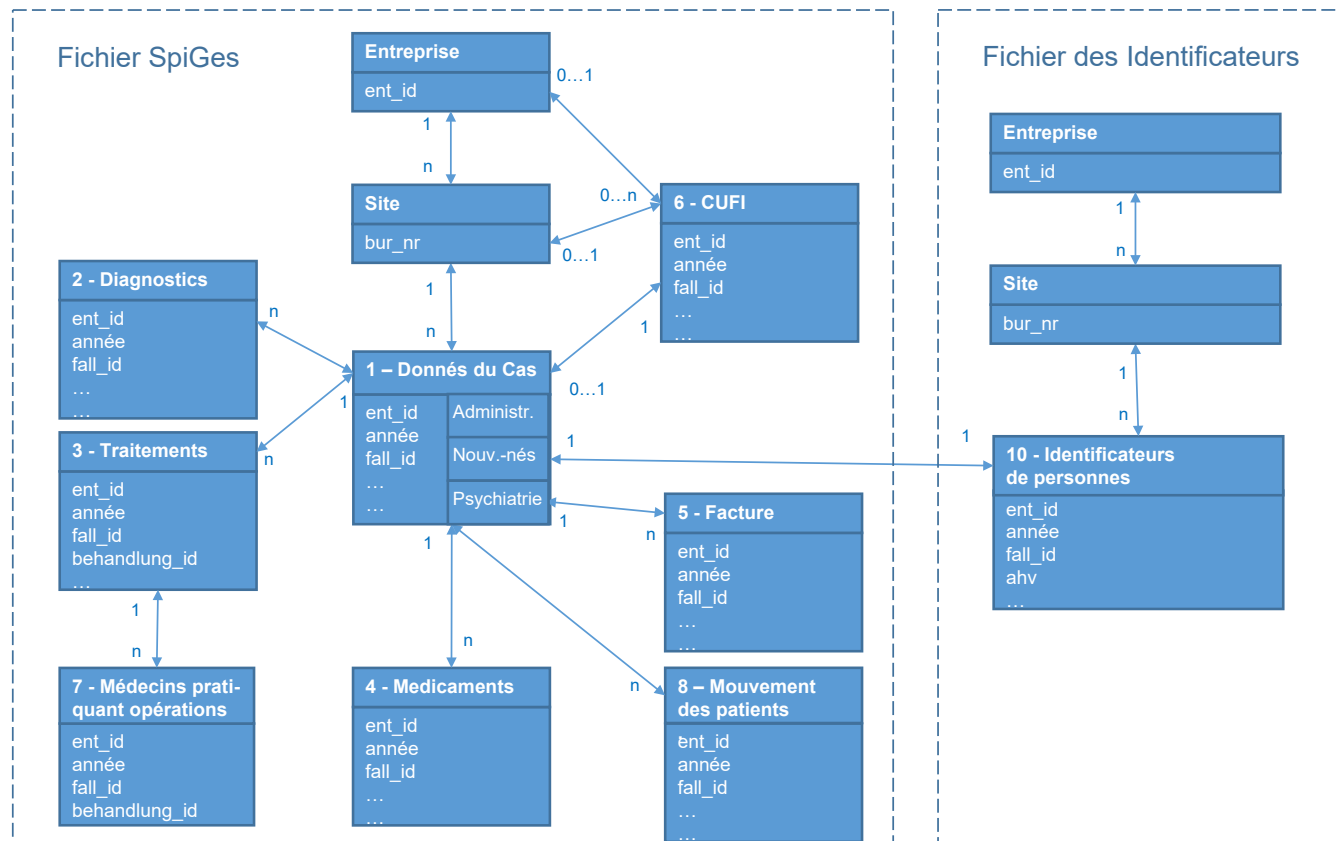 Fichier SpiGes
Entreprise
ent_id
0…1
1
n
Site
bur_nr
0…n
0…1
6 - CUFI
ent_id
année
fall_id
…
…
1
2 - Diagnostics
ent_id
année
fall_id
…
…
n
1
n
1 – Donnés du Cas
ent_id
année
fall_id
…
…
Administr.
Nouv.-nés
Psychiatrie
0…1
1
1
3 - Traitements
ent_id
année
fall_id
behandlung_id
…
n
1
n
7 - Médecins prati-
quant opérations
ent_id
année
fall_id
behandlung_id
1
n
4 - Medicaments
ent_id
année
fall_id
…
…
1
n
5 - Facture
ent_id
année
fall_id
…
…
n
8 – Mouvement
des patients
ent_id
année
fall_id
…
…
Fichier des Identificateurs
Entreprise
ent_id
1
n
Site
bur_nr
1
n
1
10 - Identificateurs
de personnes
ent_id
année
fall_id
ahv
…